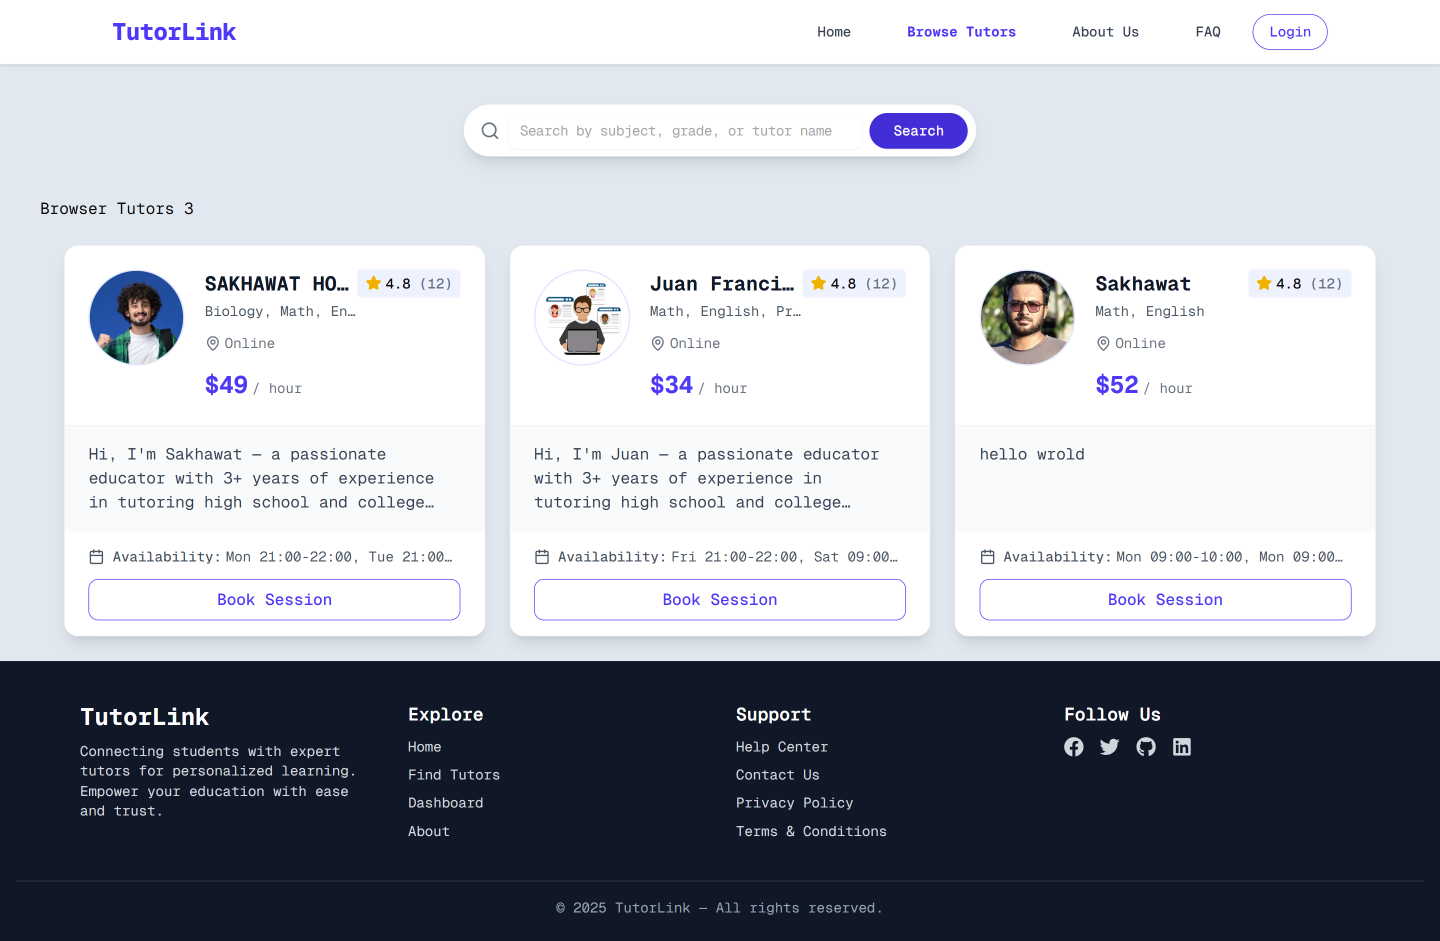 TutorLink
Home
Browse Tutors
About Us
FAQ
Login
Search by subject, grade, or tutor name
Search
Browser Tutors 3
SAKHAWAT HO…
4.8 (12)
Biology, Math, En…
Online
$49 / hour
Hi, I'm Sakhawat — a passionate
educator with 3+ years of experience
in tutoring high school and college…
Availability: Mon 21:00-22:00, Tue 21:00…
Book Session
Juan Franci…
4.8 (12)
Math, English, Pr…
Online
$34 / hour
Hi, I'm Juan — a passionate educator
with 3+ years of experience in
tutoring high school and college…
Availability: Fri 21:00-22:00, Sat 09:00…
Book Session
Sakhawat
4.8 (12)
Math, English
Online
$52 / hour
hello wrold
Availability: Mon 09:00-10:00, Mon 09:00…
Book Session
TutorLink
Connecting students with expert
tutors for personalized learning.
Empower your education with ease
and trust.
Explore
Home
Find Tutors
Dashboard
About
Support
Help Center
Contact Us
Privacy Policy
Terms & Conditions
Follow Us
© 2025 TutorLink — All rights reserved.